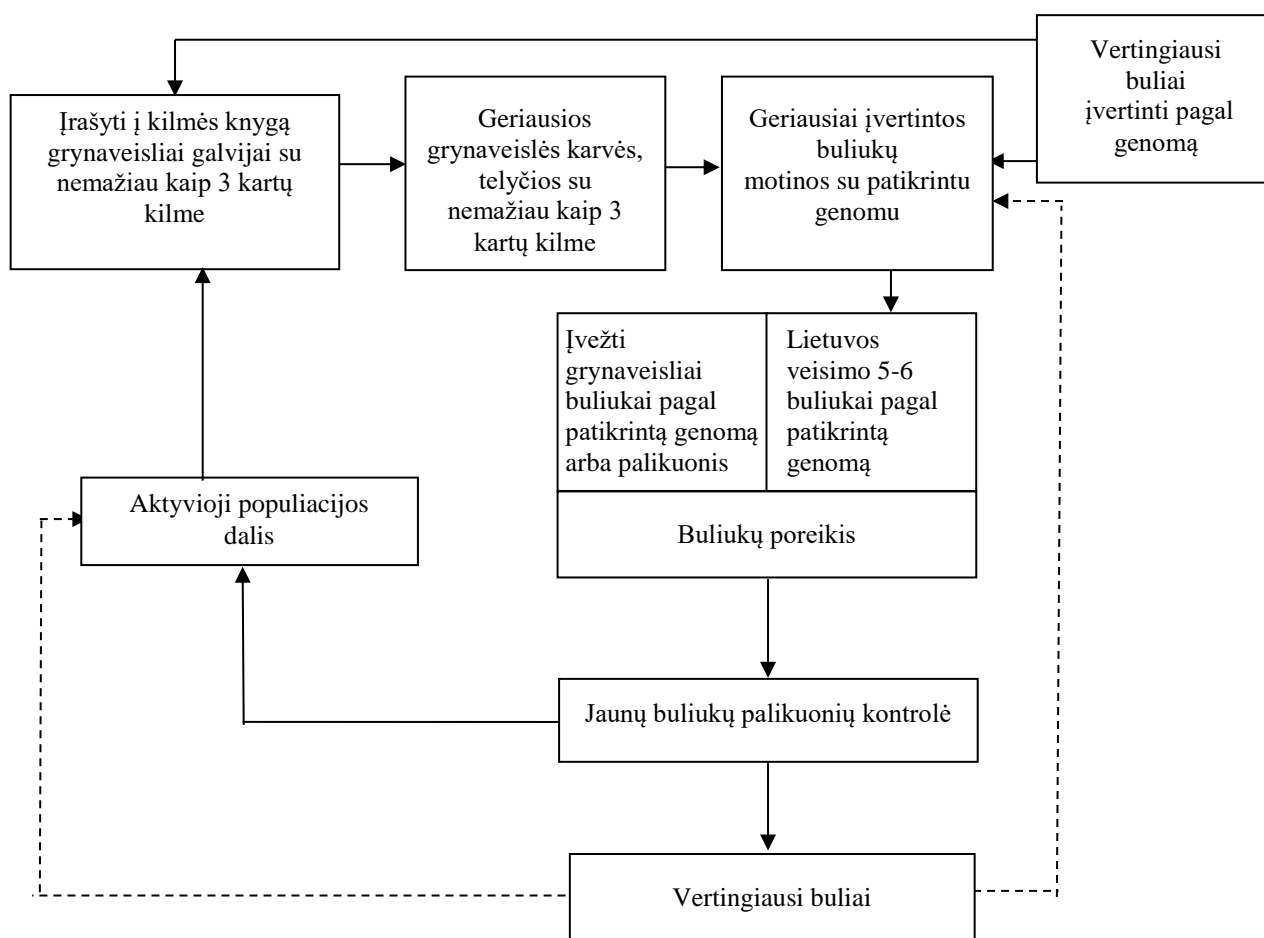 Vertingiausi
buliai
įvertinti pagal
genomą
Įrašyti į kilmės knygą
grynaveisliai galvijai su
nemažiau kaip 3 kartų
kilme
Geriausios
grynaveislės karvės,
telyčios su
nemažiau kaip 3
kartų kilme
Geriausiai įvertintos
buliukų
motinos su patikrintu
genomu
Įvežti
grynaveisliai
buliukai pagal
patikrintą genomą
arba palikuonis
Lietuvos
veisimo 5-6
buliukai pagal
patikrintą
genomą
Aktyvioji populiacijos
dalis
Buliukų poreikis
Jaunų buliukų palikuonių kontrolė
Vertingiausi buliai